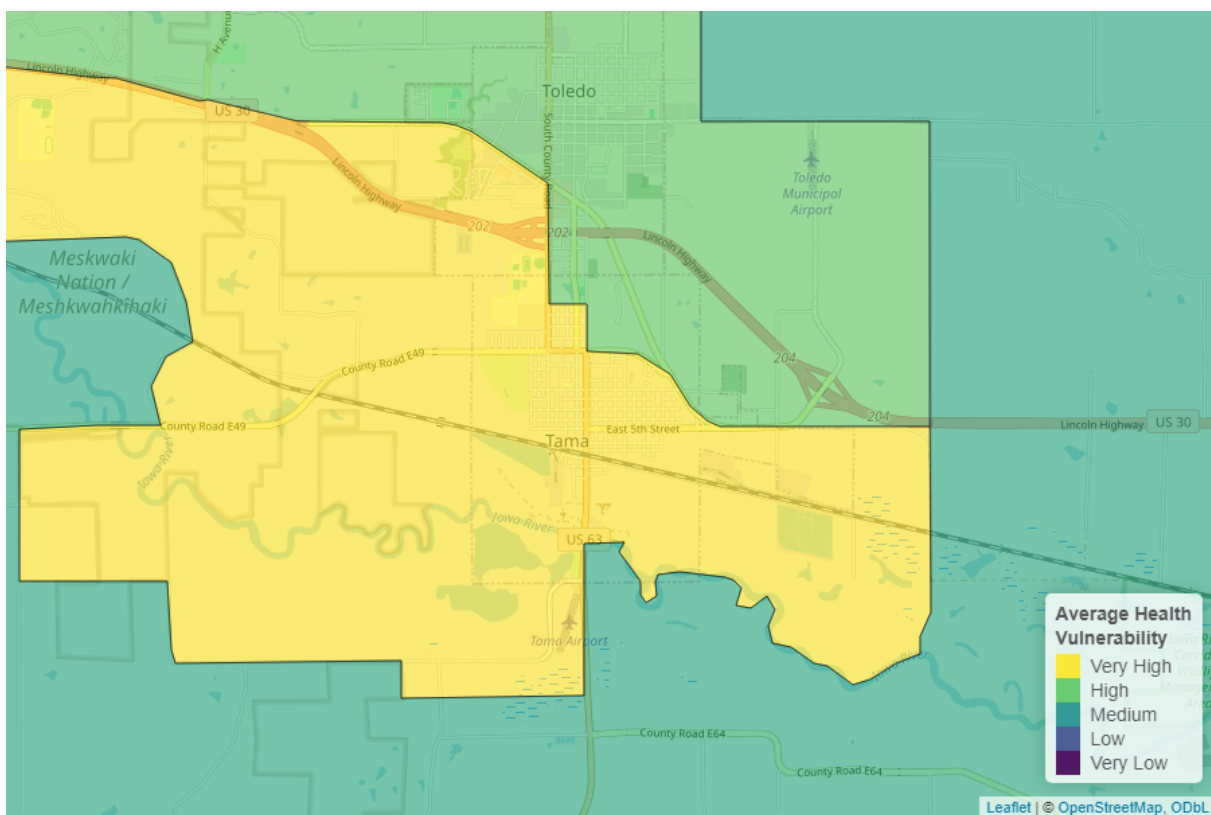 H Avenue
Lincoln Highway
US 30
Toledo
South County Road
Lincoln Highway
202
202
Lincoln Highway
Toledo
Municipal
Airport
Meskwaki
Nation /
Meshkwahkîhaki
County Road E49
204
204
Lincoln Highway
US 30
County Road E49
East 5th Street
Tama
Iowa River
Iowa River
US 63
Tama Airport
Iowa River
County Road E64
County Road E64
Average Health
Vulnerability
Very High
High
Medium
Low
Very Low
Leaflet | © OpenStreetMap, ODbL